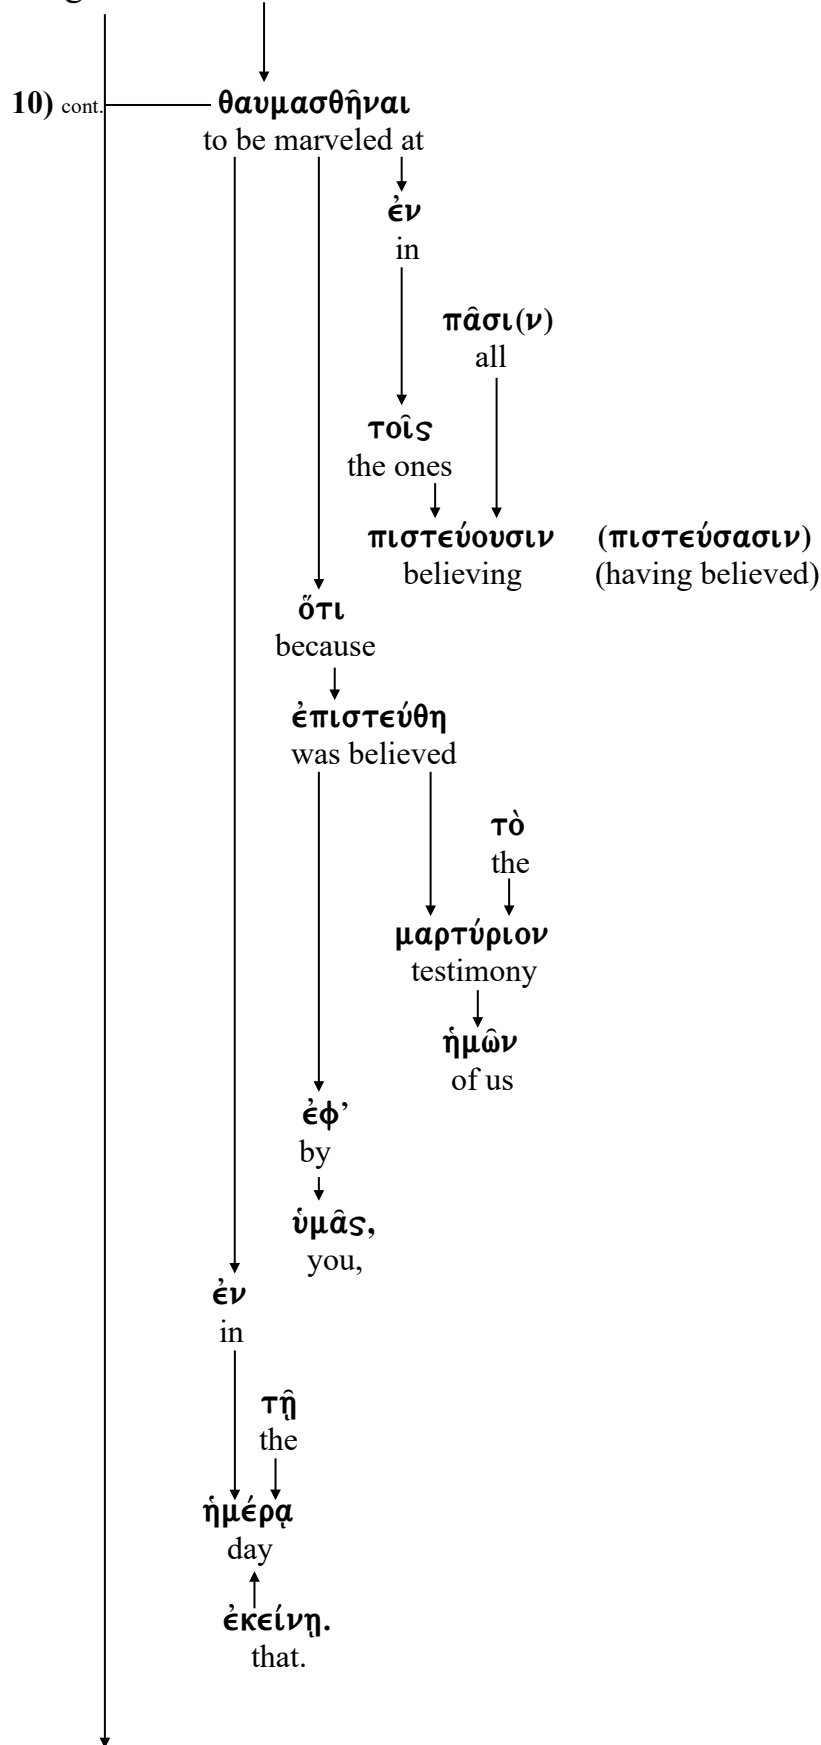 10) cont.
θαυμασθῆναι
to be marveled at
ἐν
in
πᾶσι(ν)
all
τοῖς
the ones
πιστεύουσιν (πιστεύσασιν)
believing (having believed)
ὅτι
because
ἐπιστεύθη
was believed
τὸ
the
μαρτύριον
testimony
ἡμῶν
of us
ἐφ’
by
ὑμᾶς,
you,
ἐν
in
τῇ
the
ἡμέρᾳ
day
ἐκείνῃ.
that.